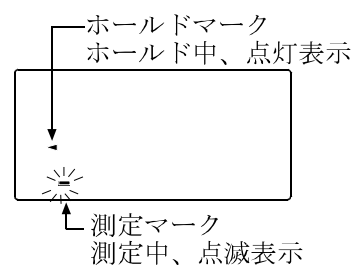 ホールドマーク
ホールド中、点灯表示
測定マーク
測定中、点滅表示